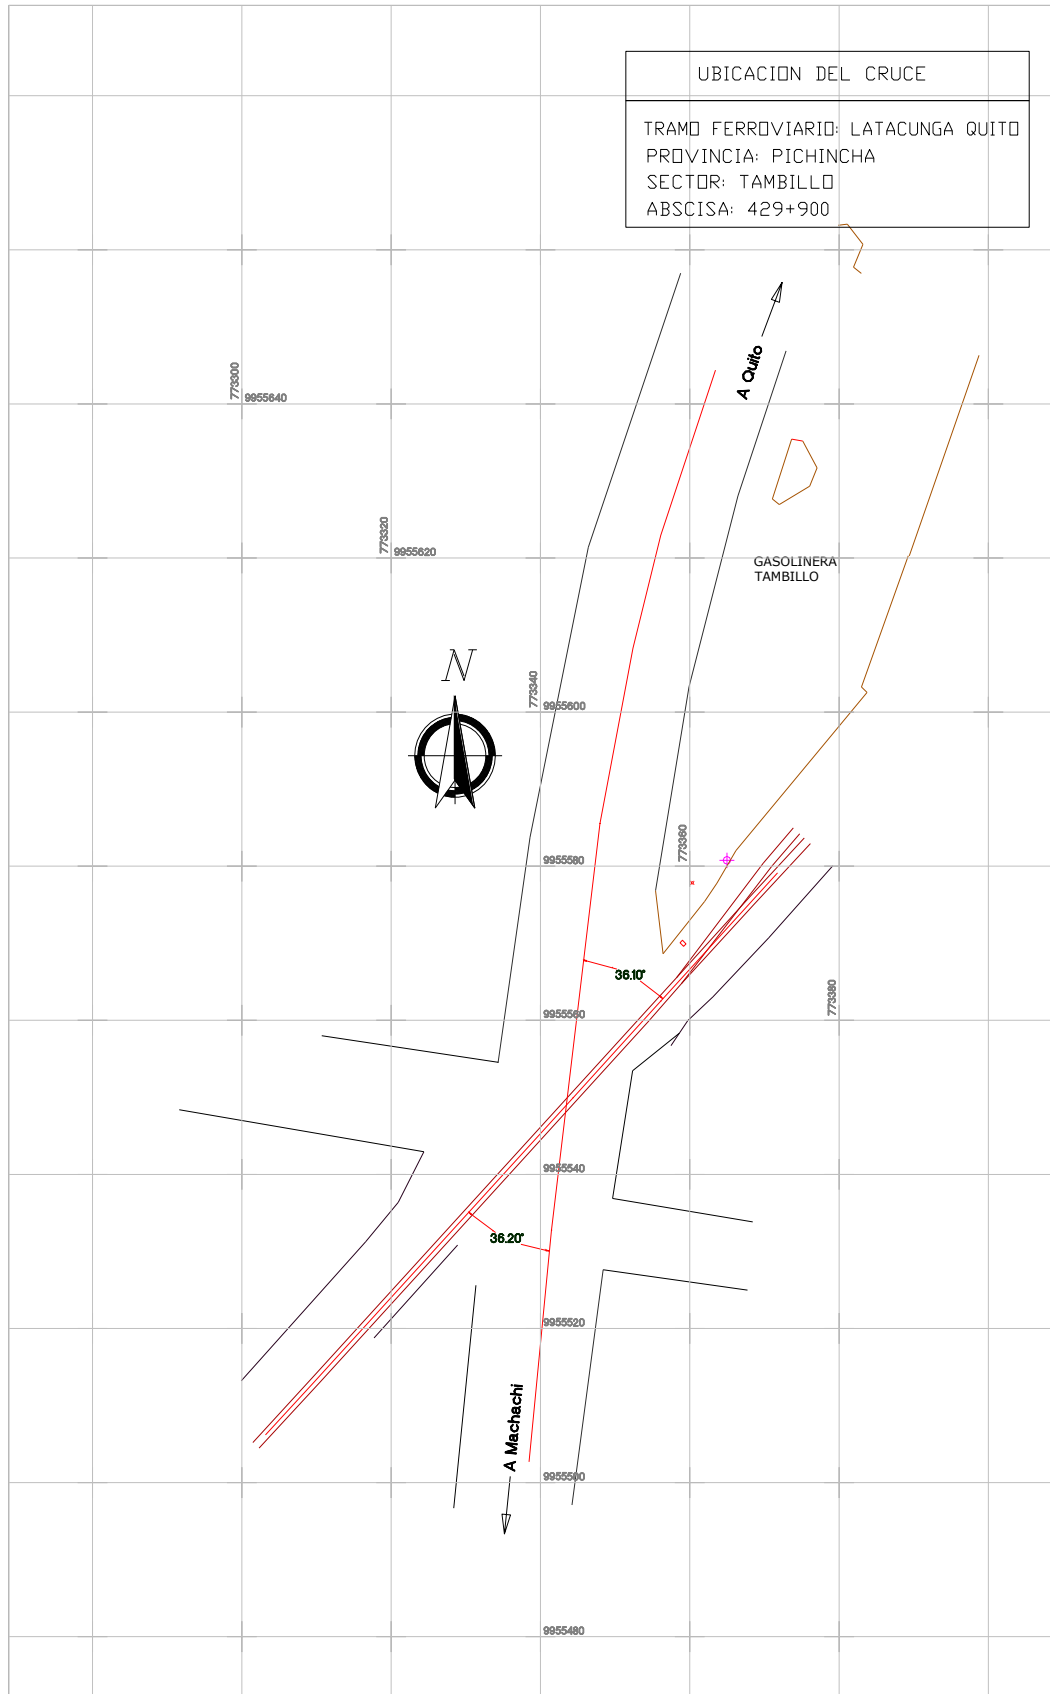 UBICACION DEL CRUCE
TRAMO FERROVIARIO: LATACUNGA QUITO
PROVINCIA: PICHINCHA
SECTOR: TAMBILLO
ABSCISA: 429+900
A Quito
773300
9955640
773320
9955620
GASOLINERA
TAMBILLO
N
773340
9955600
773360
9955580
36.10°
773380
9955560
9955540
36.20°
9955520
A Machachi
9955500
9955480